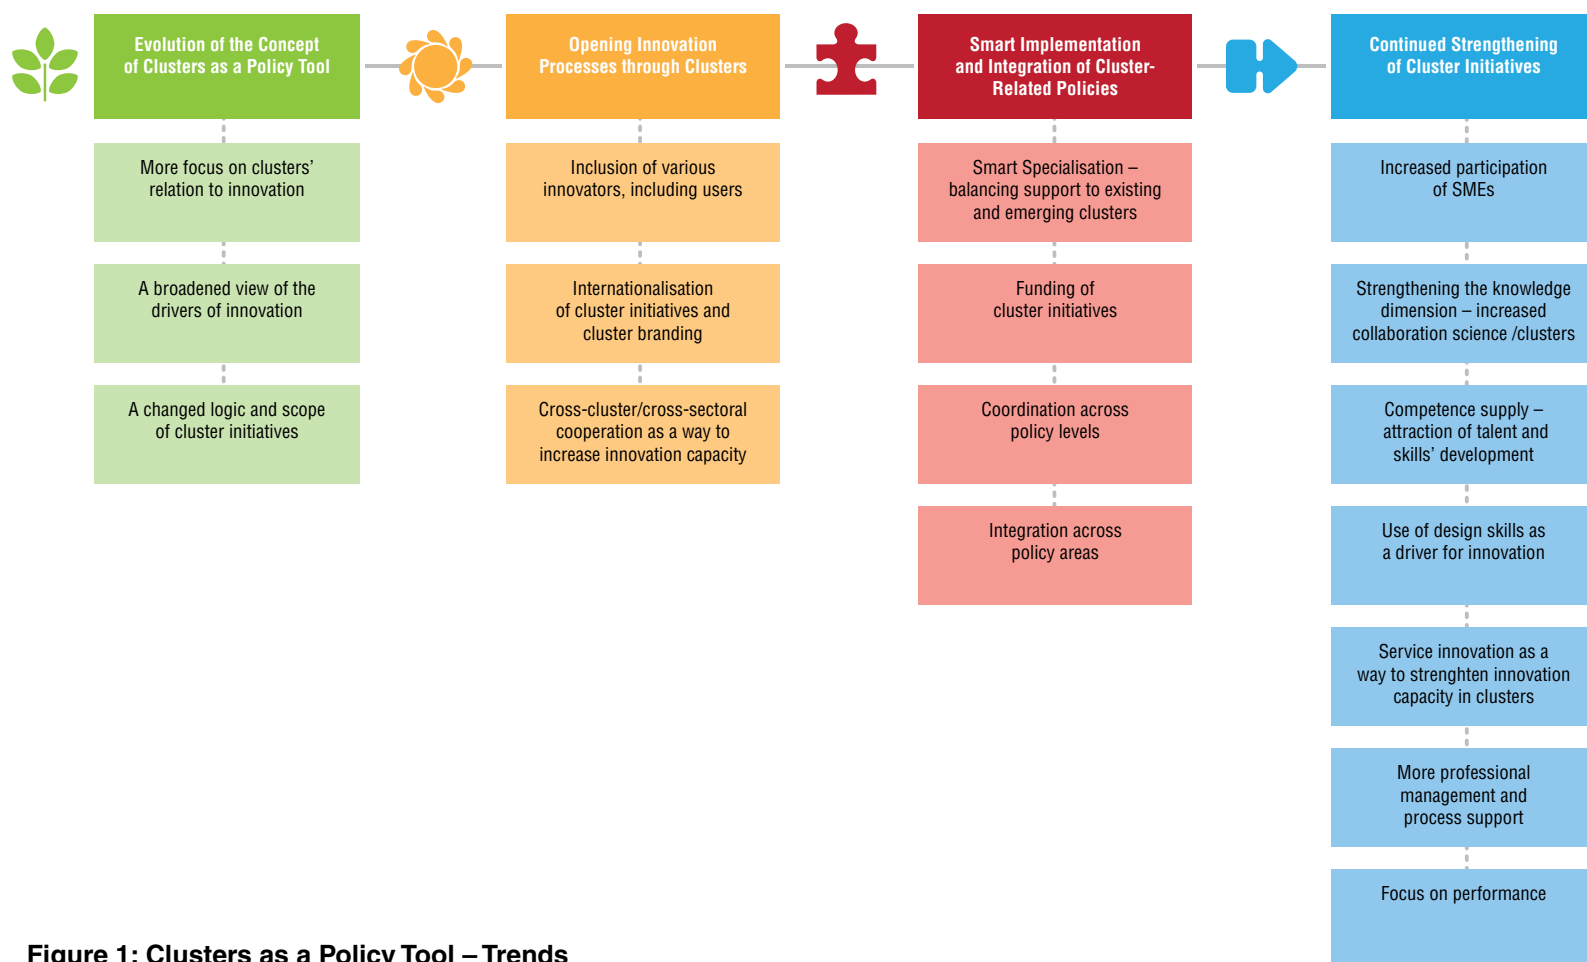 Evolution of the Concept
of Clusters as a Policy Tool
More focus on clusters’
relation to innovation
A broadened view of the
drivers of innovation
A changed logic and scope
of cluster initiatives
Opening Innovation
Processes through Clusters
Inclusion of various
innovators, including users
Internationalisation
of cluster initiatives and
cluster branding
Cross-cluster/cross-sectoral
cooperation as a way to
increase innovation capacity
Smart Implementation
and Integration of Cluster-
Related Policies
Smart Specialisation –
balancing support to existing
and emerging clusters
Funding of
cluster initiatives
Coordination across
policy levels
Integration across
policy areas
Continued Strengthening
of Cluster Initiatives
Increased participation
of SMEs
Strengthening the knowledge
dimension – increased
collaboration science /clusters
Competence supply –
attraction of talent and
skills’ development
Use of design skills as
a driver for innovation
Service innovation as a
way to strenghten innovation
capacity in clusters
More professional
management and
process support
Focus on performance
Figure 1: Clusters as a Policy Tool – Trends